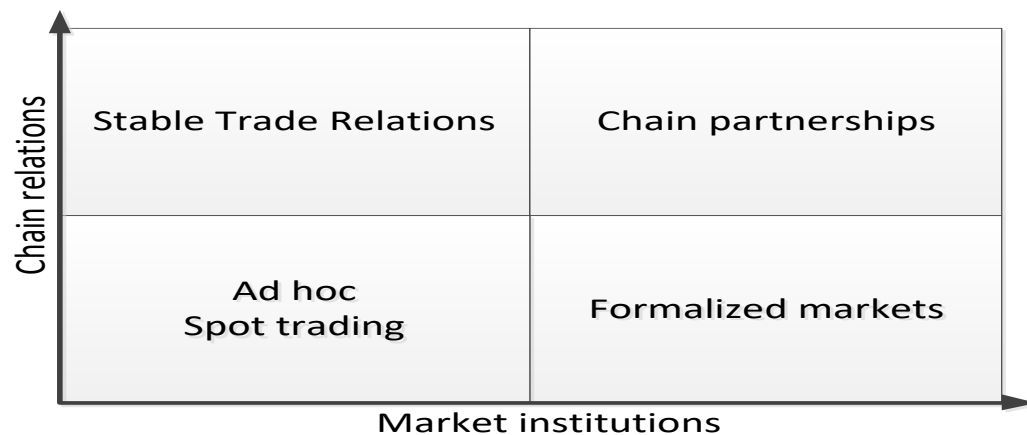 Chain relations
Stable Trade Relations
Chain partnerships
Ad hoc
Spot trading
Formalized markets
Market institutions